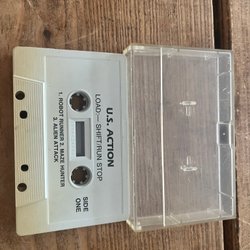 U.S. ACTION
LOAD— SHIFT/RUN STOP
1. ROBOT RUNNER 2. MAZE HUNTER
3. ALIEN ATTACK
SIDE
ONE